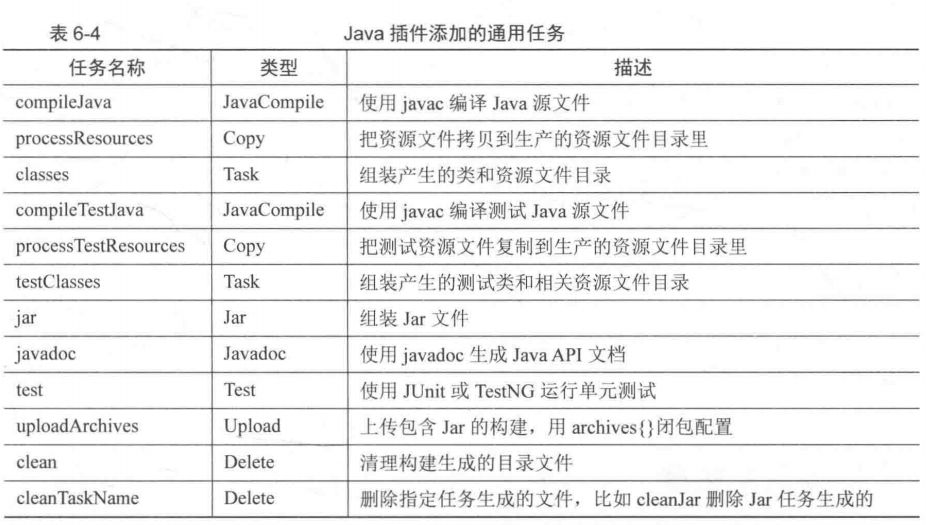 表 6-4 Java 插件添加的通用任务
任务名称 类型 描述
compileJava JavaCompile 使用 javac 编译 Java 源文件
processResources Copy 把资源文件拷贝到生产的资源文件目录里
classes Task 组装产生的类和资源文件目录
compileTestJava JavaCompile 使用 javac 编译测试 Java 源文件
processTestResources Copy 把测试资源文件复制到生产的资源文件目录里
testClasses Task 组装产生的测试类和相关资源文件目录
jar Jar 组装 Jar 文件
javadoc Javadoc 使用 javadoc 生成 Java API 文档
test Test 使用 JUnit 或 TestNG 运行单元测试
uploadArchives Upload 上传包含 Jar 的构建，用 archives{}闭包配置
clean Delete 清理构建生成的目录文件
cleanTaskName Delete 删除指定任务生成的文件，比如 cleanJar 删除 Jar 任务生成的